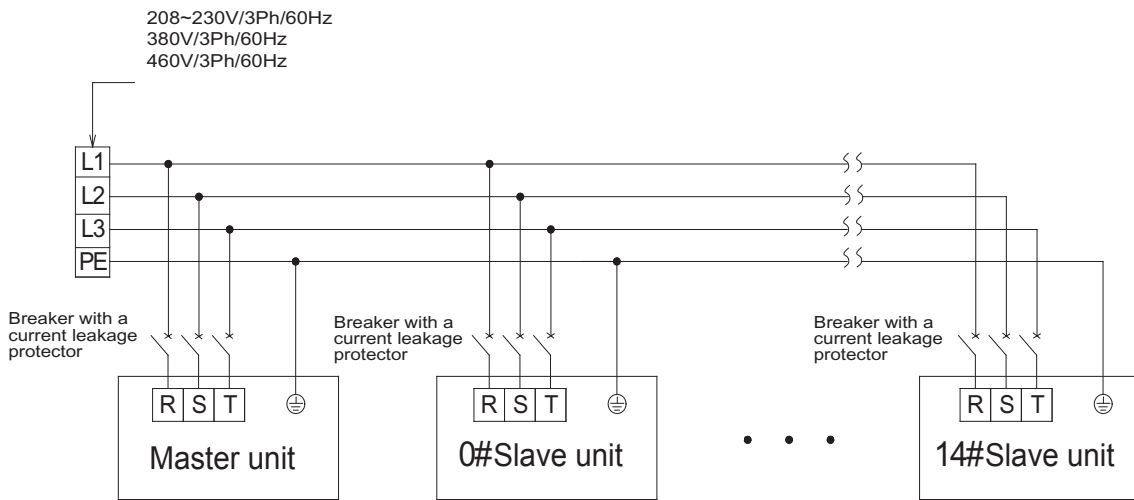 208~230V/3Ph/60Hz
380V/3Ph/60Hz
460V/3Ph/60Hz
L1
L2
L3
PE
Breaker with a
current leakage
protector
Breaker with a
current leakage
protector
Breaker with a
current leakage
protector
R S T
R S T
R S T
Master unit
0#Slave unit
14#Slave unit